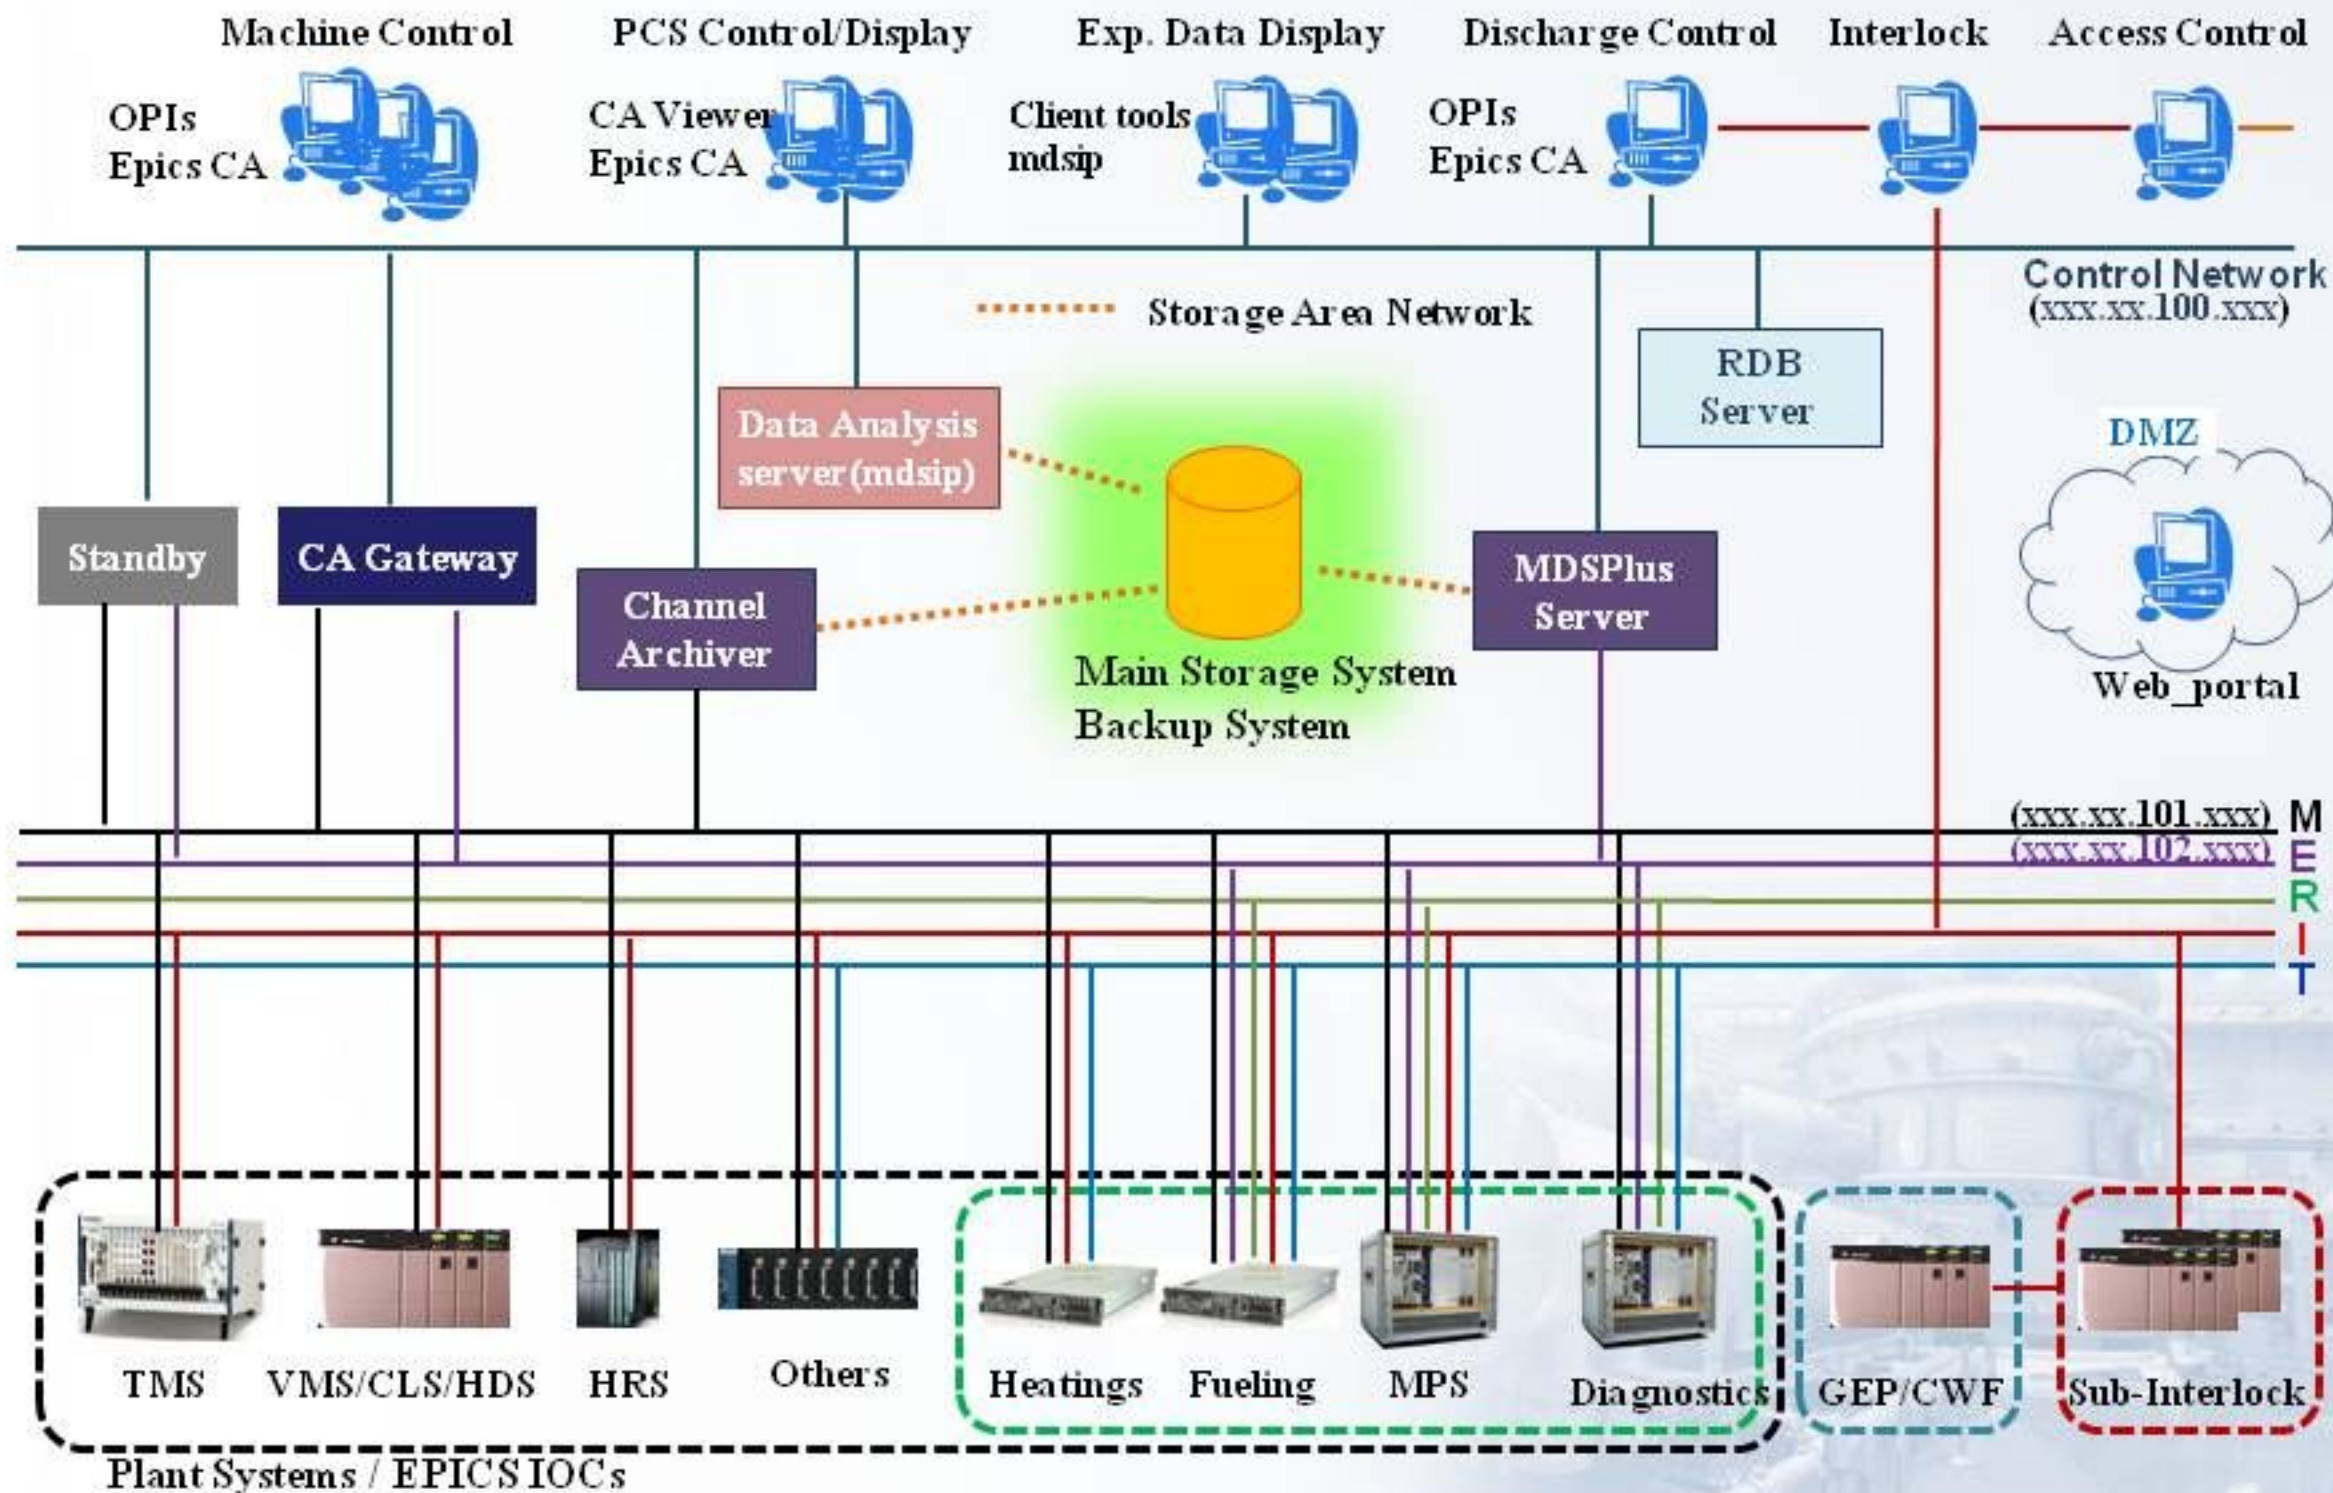 Machine Control
PCS Control/Display
Exp. Data Display
Discharge Control
Interlock
Access Control
OPIs
Epics CA
CA Viewer
Epics CA
Client tools
mdsip
OPIs
Epics CA
Control Network
(xxx.xx.100.xxx)
Storage Area Network
RDB
Server
Data Analysis
server(mdsip)
DMZ
Standby
CA Gateway
Channel
Archiver
MDSPlus
Server
Main Storage System
Backup System
Web_portal
(xxx.xx.101.xxx) M
(xxx.xx.102.xxx) E
R
I
T
TMS
VMS/CLS/HDS
HRS
Others
Heatings
Fueling
MPS
Diagnostics
GEP/CWF
Sub-Interlock
Plant Systems / EPICS IOCs